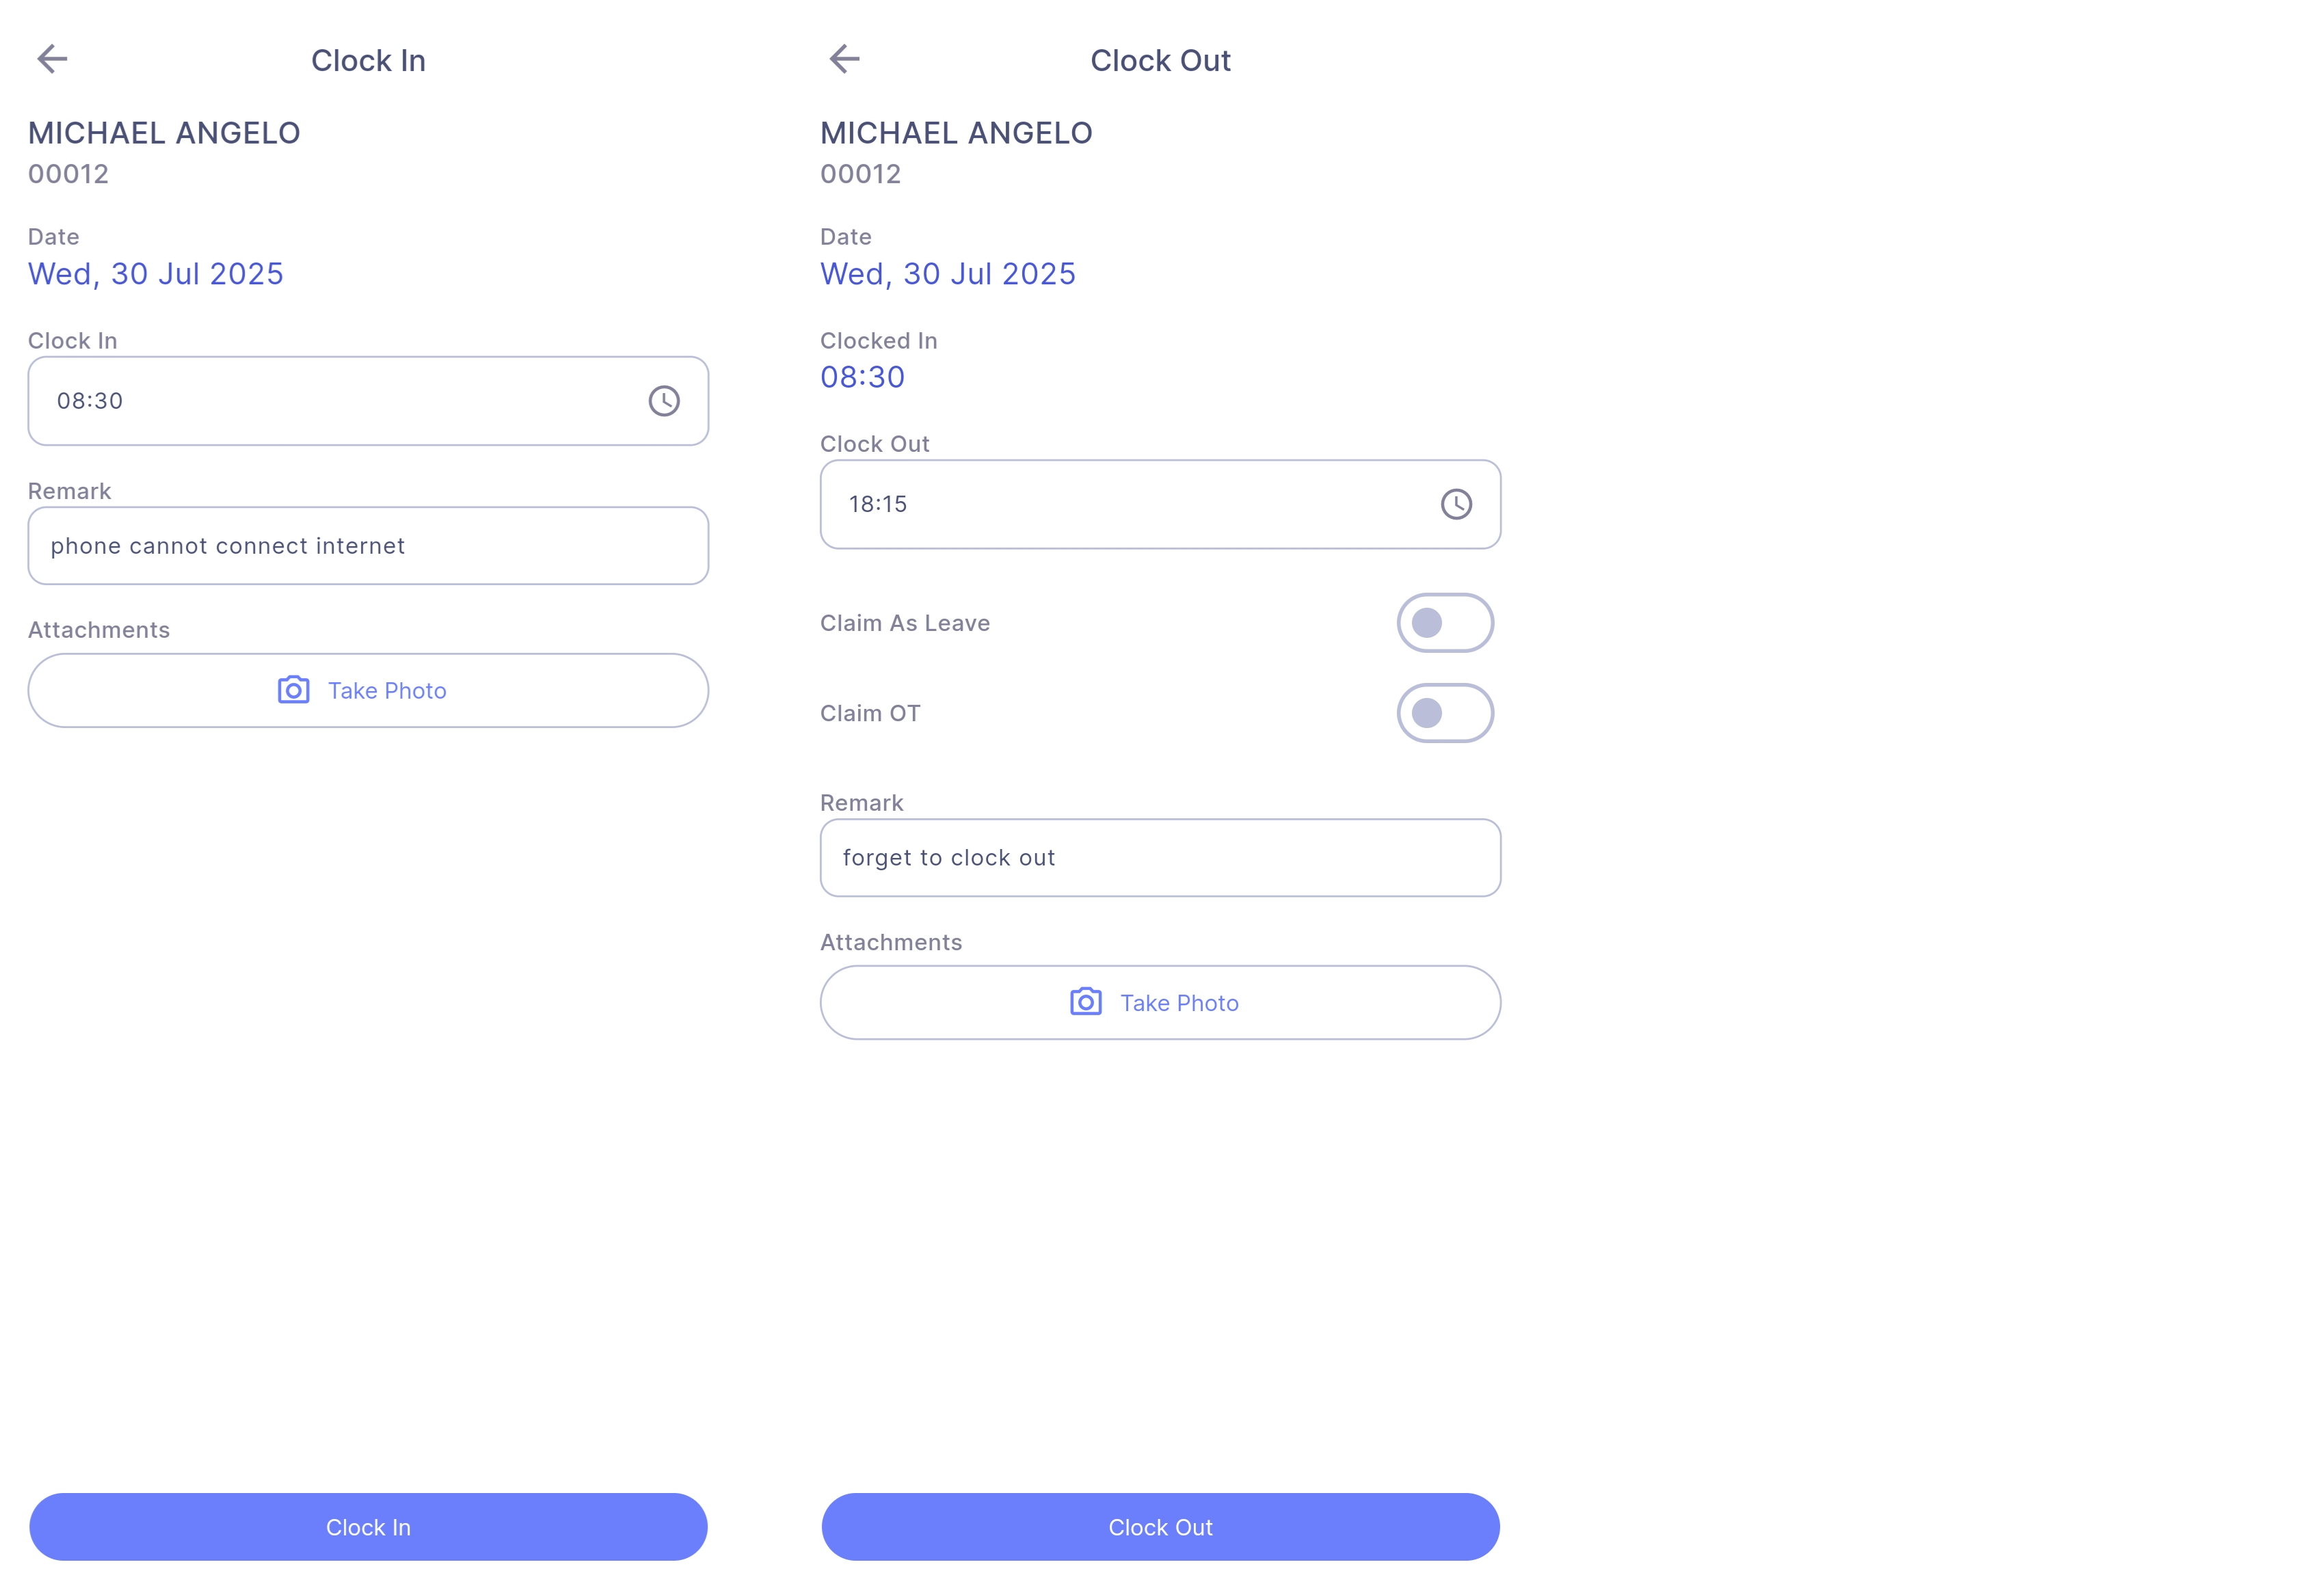 Clock In
MICHAEL ANGELO
00012
Date
Wed, 30 Jul 2025
Clock In
08:30
Remark
phone cannot connect internet
Attachments
Take Photo
Clock In
Clock Out
MICHAEL ANGELO
00012
Date
Wed, 30 Jul 2025
Clocked In
08:30
Clock Out
18:15
Claim As Leave
Claim OT
Remark
forget to clock out
Attachments
Take Photo
Clock Out